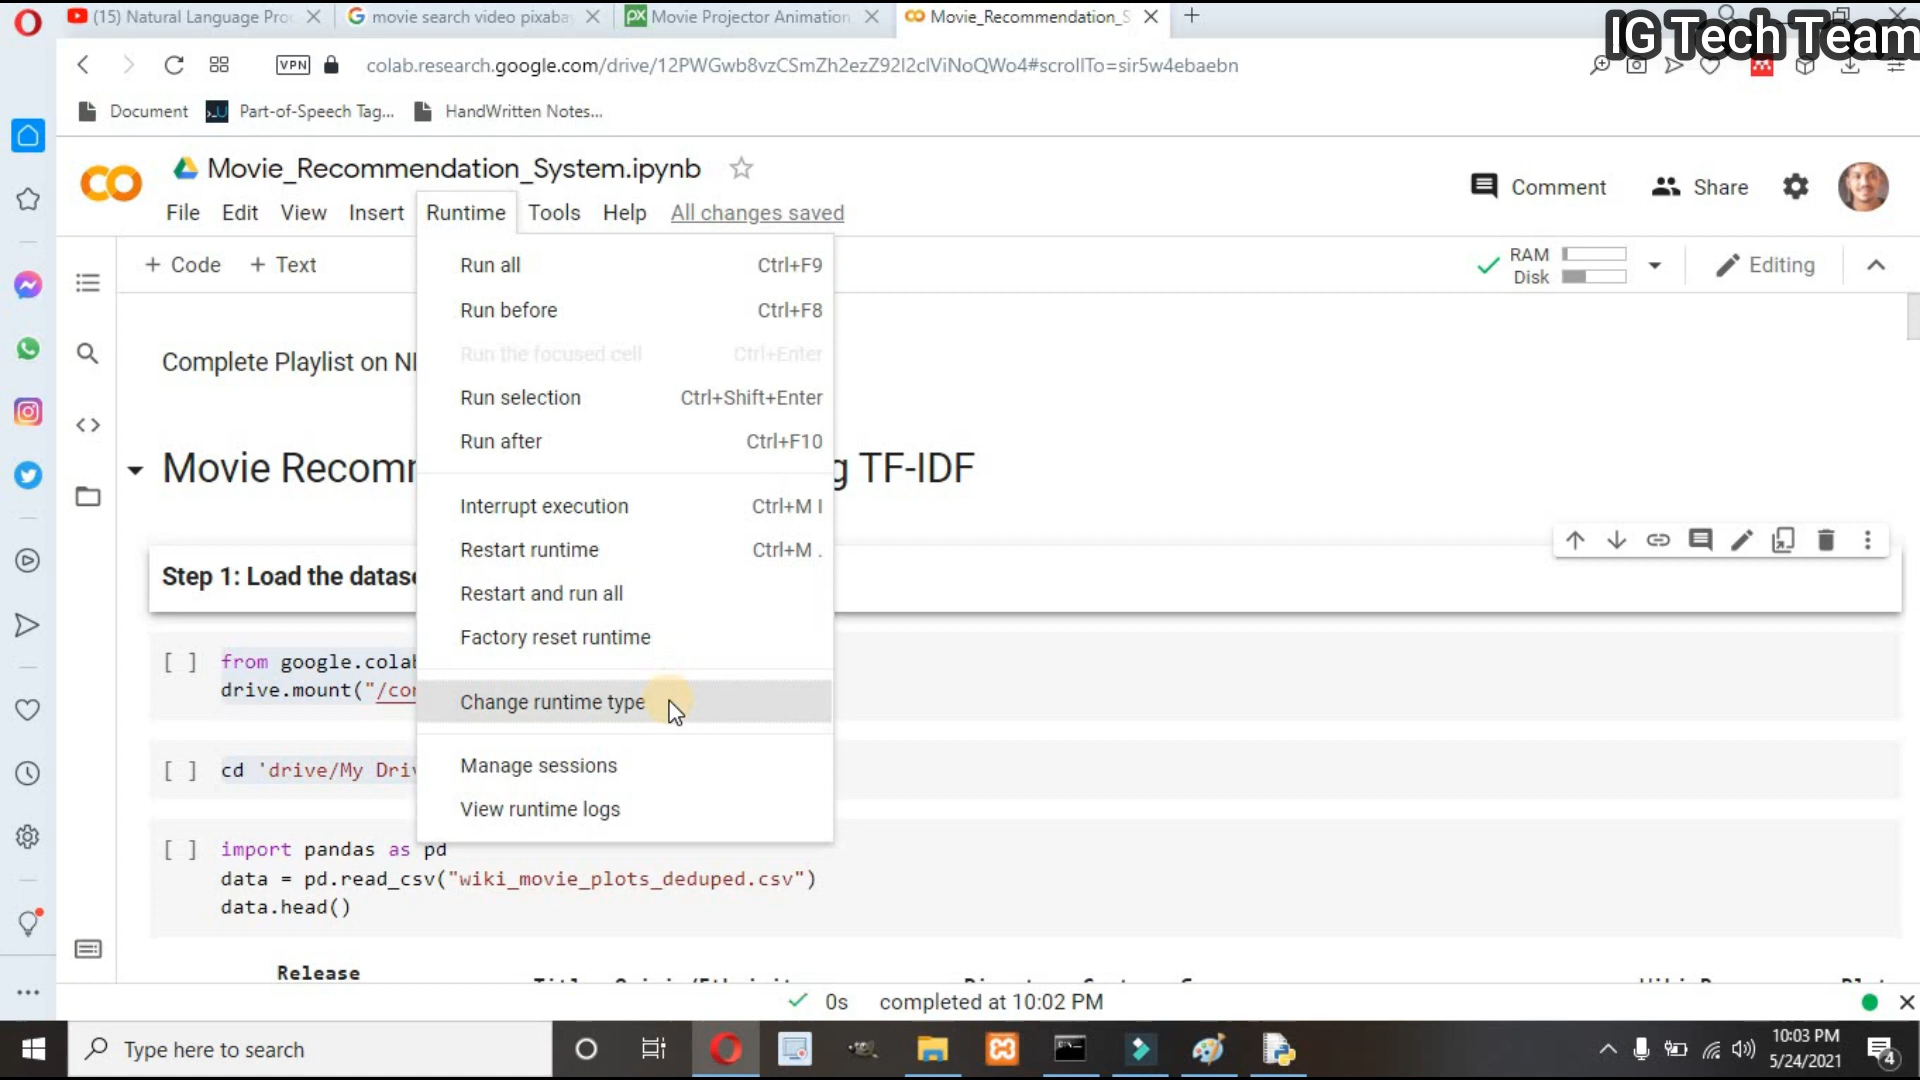 (15) Natural Language Pro
movie search video pixaba
Movie Projector Animation
Movie_Recommendation_S
IG Tech Team
VPN
colab.research.google.com/drive/12PWGwb8vzCSmZh2ezZ92I2clViNoQWo4#scrollTo=sir5w4ebaebn
Document
Part-of-Speech Tag...
HandWritten Notes...
Movie_Recommendation_System.ipynb
Comment
Share
File Edit View Insert Runtime Tools Help All changes saved
+ Code + Text
RAM
Disk
Editing
Run all Ctrl+F9
Run before Ctrl+F8
Run the focused cell Ctrl+Enter
Run selection Ctrl+Shift+Enter
Run after Ctrl+F10
Interrupt execution Ctrl+M I
Restart runtime Ctrl+M .
Restart and run all
Factory reset runtime
Change runtime type
Manage sessions
View runtime logs
Complete Playlist on N
Movie Recom g TF-IDF
Step 1: Load the datase
[ ] from google.colab
drive.mount("/co
[ ] cd 'drive/My Driv
[ ] import pandas as pd
data = pd.read_csv("wiki_movie_plots_deduped.csv")
data.head()
Release
0s completed at 10:02 PM
Type here to search
10:03 PM
5/24/2021
4